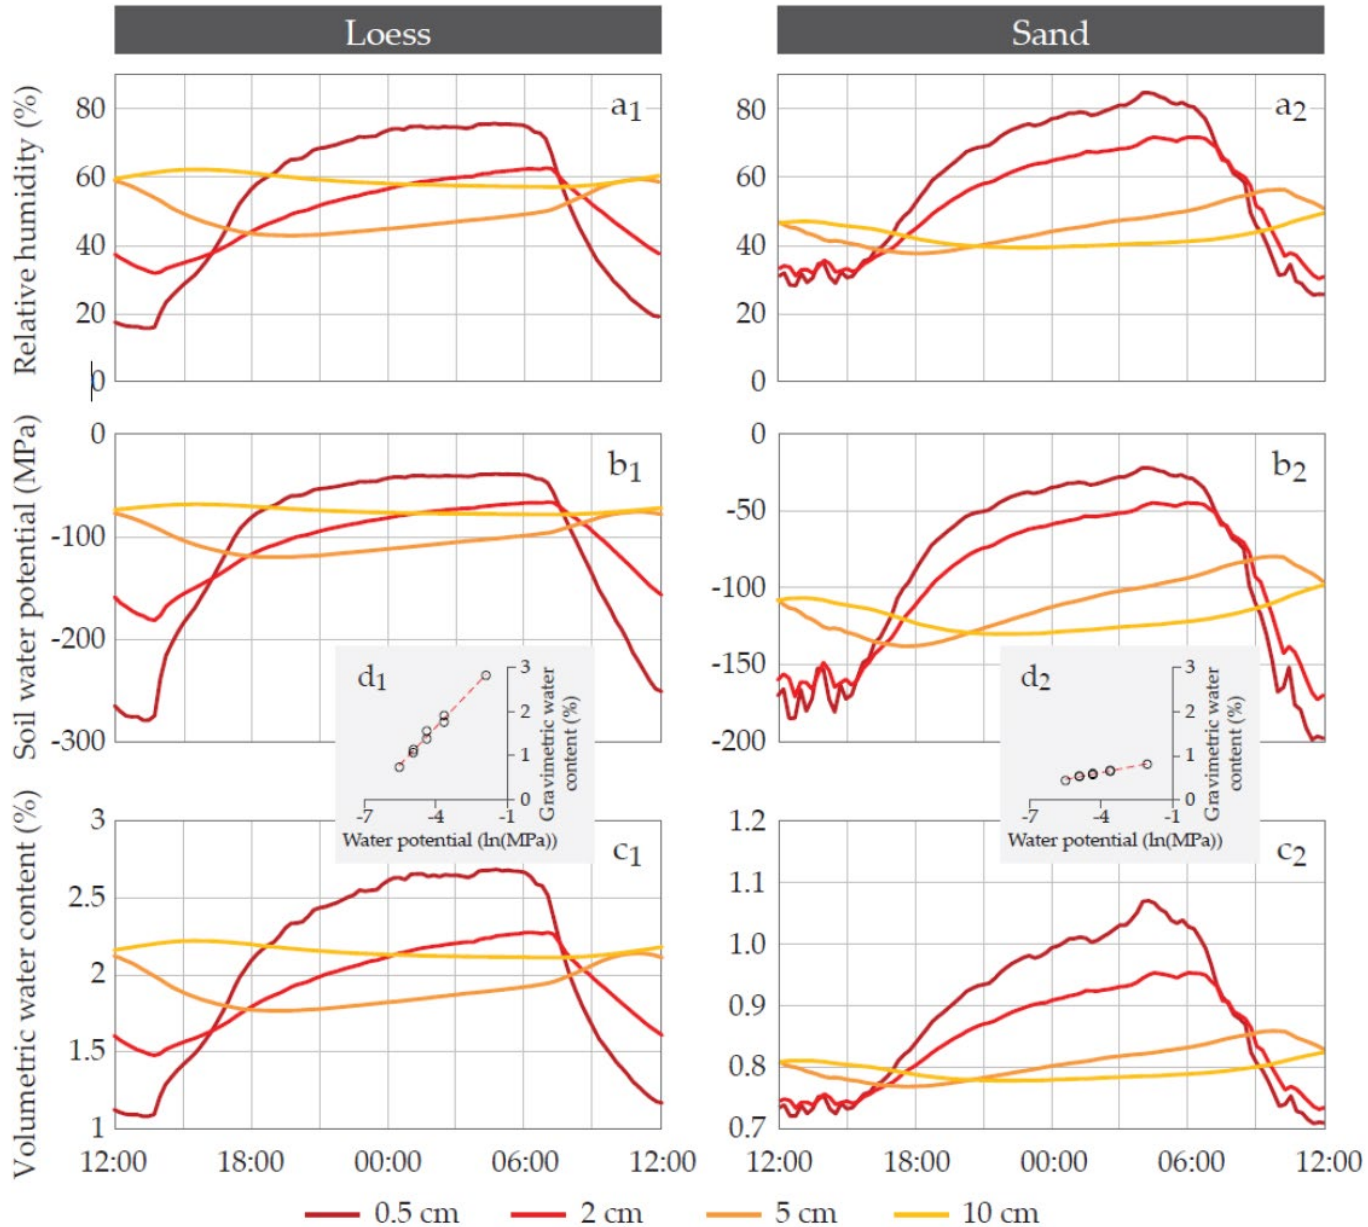 Loess
Sand
Relative humidity (%)
80
60
40
20
0
a1
80
60
40
20
0
a2
Soil water potential (MPa)
0
-100
-200
-300
b1
0
-50
-100
-150
-200
b2
d1
3
2
1
0
Gravimetric water
content (%)
-7
-4
-1
Water potential (ln(MPa))
d2
3
2
1
0
Gravimetric water
content (%)
-7
-4
-1
Water potential (ln(MPa))
Volumetric water content (%)
3
2.5
2
1.5
1
c1
1.2
1.1
1.0
0.9
0.8
0.7
c2
12:00 18:00 00:00 06:00 12:00
12:00 18:00 00:00 06:00 12:00
0.5 cm 2 cm 5 cm 10 cm